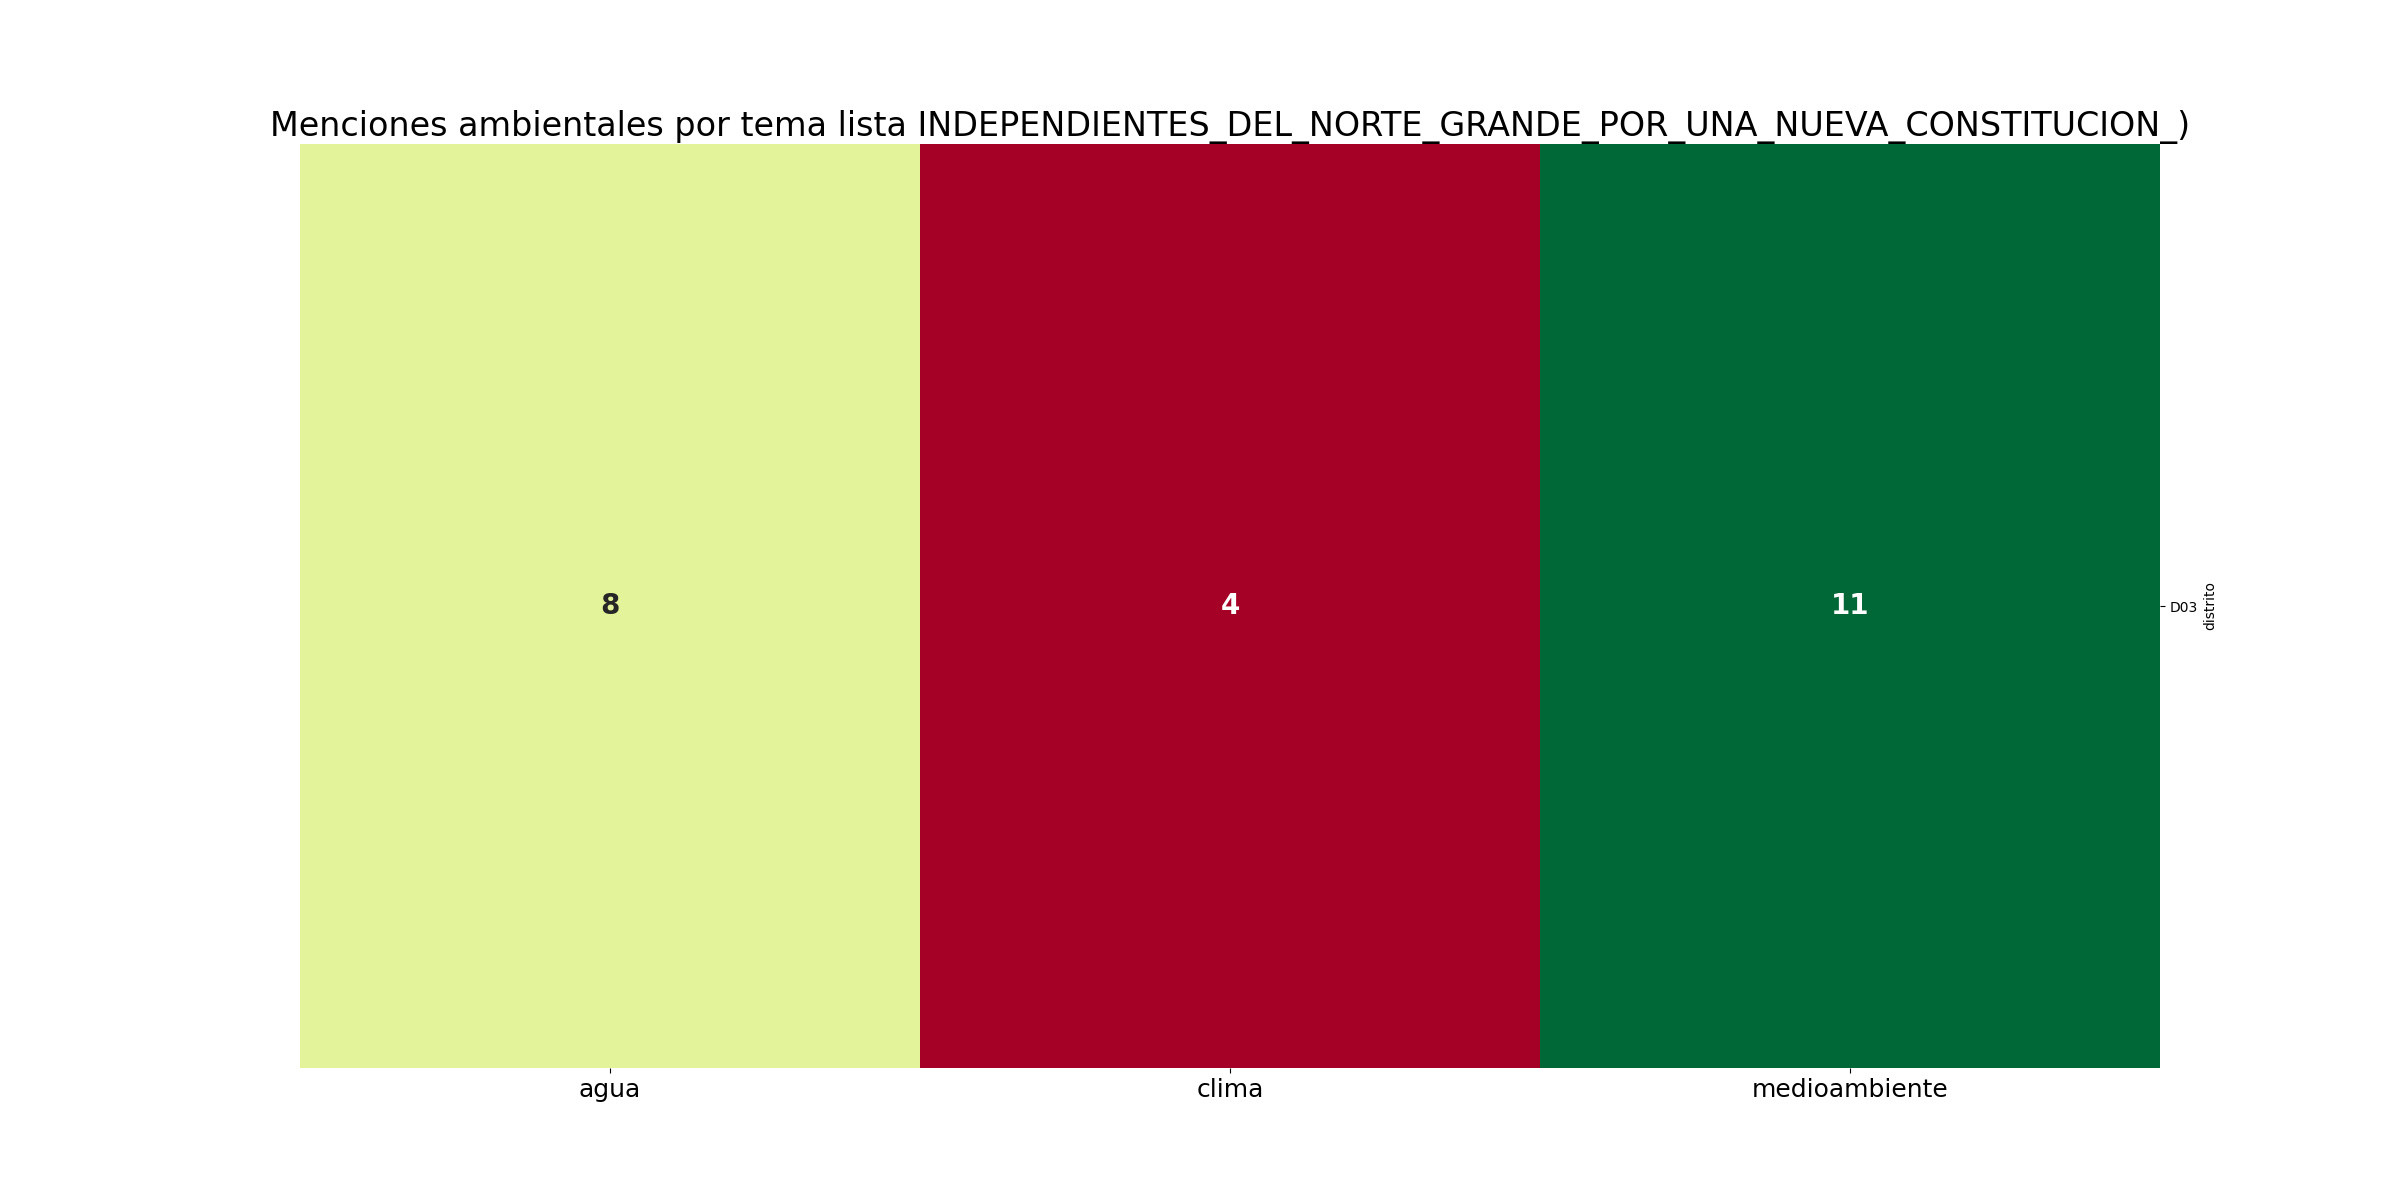 Menciones ambientales por tema lista INDEPENDIENTES_DEL_NORTE_GRANDE_POR_UNA_NUEVA_CONSTITUCION_)
8
4
11
D03
distrito
agua
clima
medioambiente